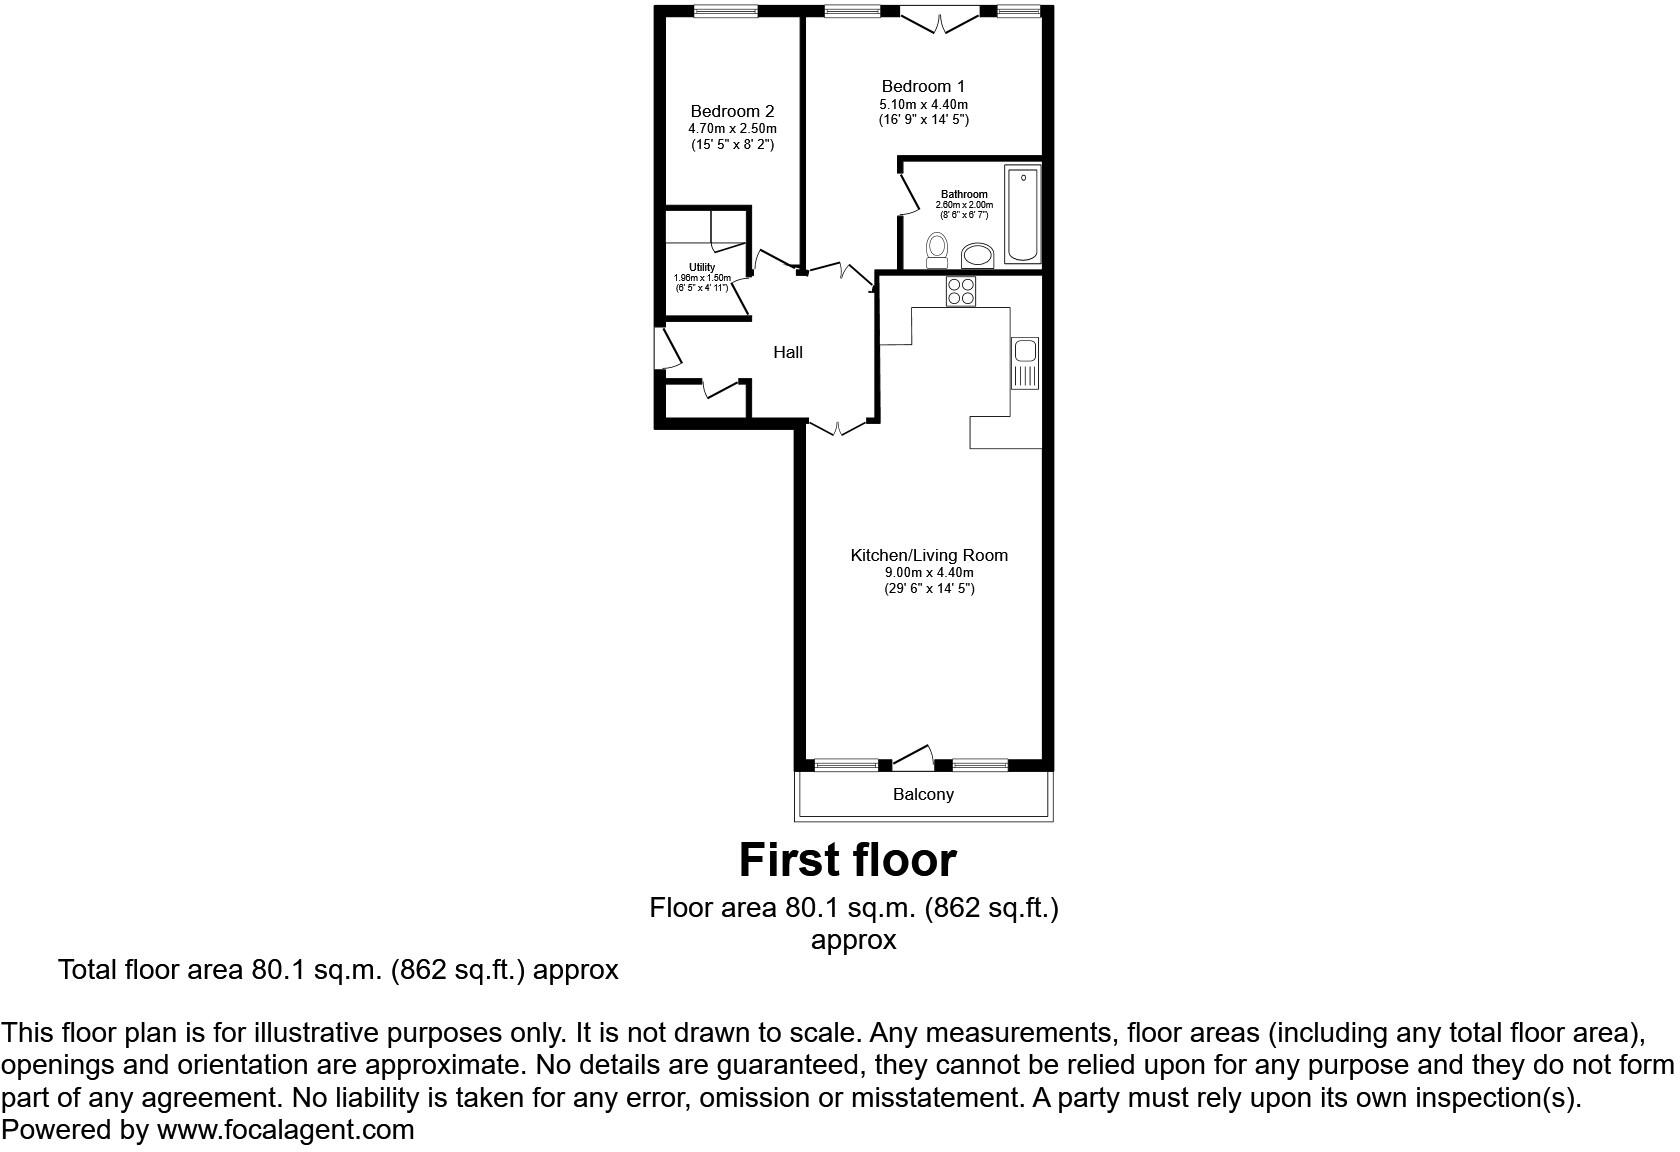 Bedroom 1
5.10m x 4.40m
(16' 9" x 14' 5")
Bedroom 2
4.70m x 2.50m
(15' 5" x 8' 2")
Bathroom
2.60m x 2.00m
(8' 6" x 6' 7")
Utility
1.96m x 1.50m
(6' 5" x 4' 11")
Hall
Kitchen/Living Room
9.00m x 4.40m
(29' 6" x 14' 5")
Balcony
First floor
Floor area 80.1 sq.m. (862 sq.ft.)
approx
Total floor area 80.1 sq.m. (862 sq.ft.) approx
This floor plan is for illustrative purposes only. It is not drawn to scale. Any measurements, floor areas (including any total floor area),
openings and orientation are approximate. No details are guaranteed, they cannot be relied upon for any purpose and they do not form
part of any agreement. No liability is taken for any error, omission or misstatement. A party must rely upon its own inspection(s).
Powered by www.focalagent.com